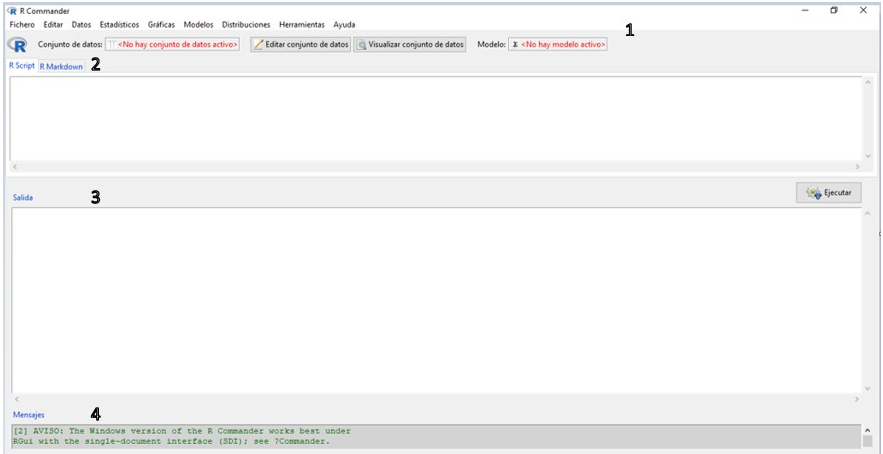 R Commander
Fichero Editar Datos Estadísticos Gráficas Modelos Distribuciones Herramientas Ayuda
1
R Conjunto de datos: <No hay conjunto de datos activo> Editar conjunto de datos Visualizar conjunto de datos Modelo: Σ <No hay modelo activo>
R Script R Markdown 2
Salida 3 Ejecutar
Mensajes 4
[2] AVISO: The Windows version of the R Commander works best under
RGui with the single-document interface (SDI); see ?Commander.